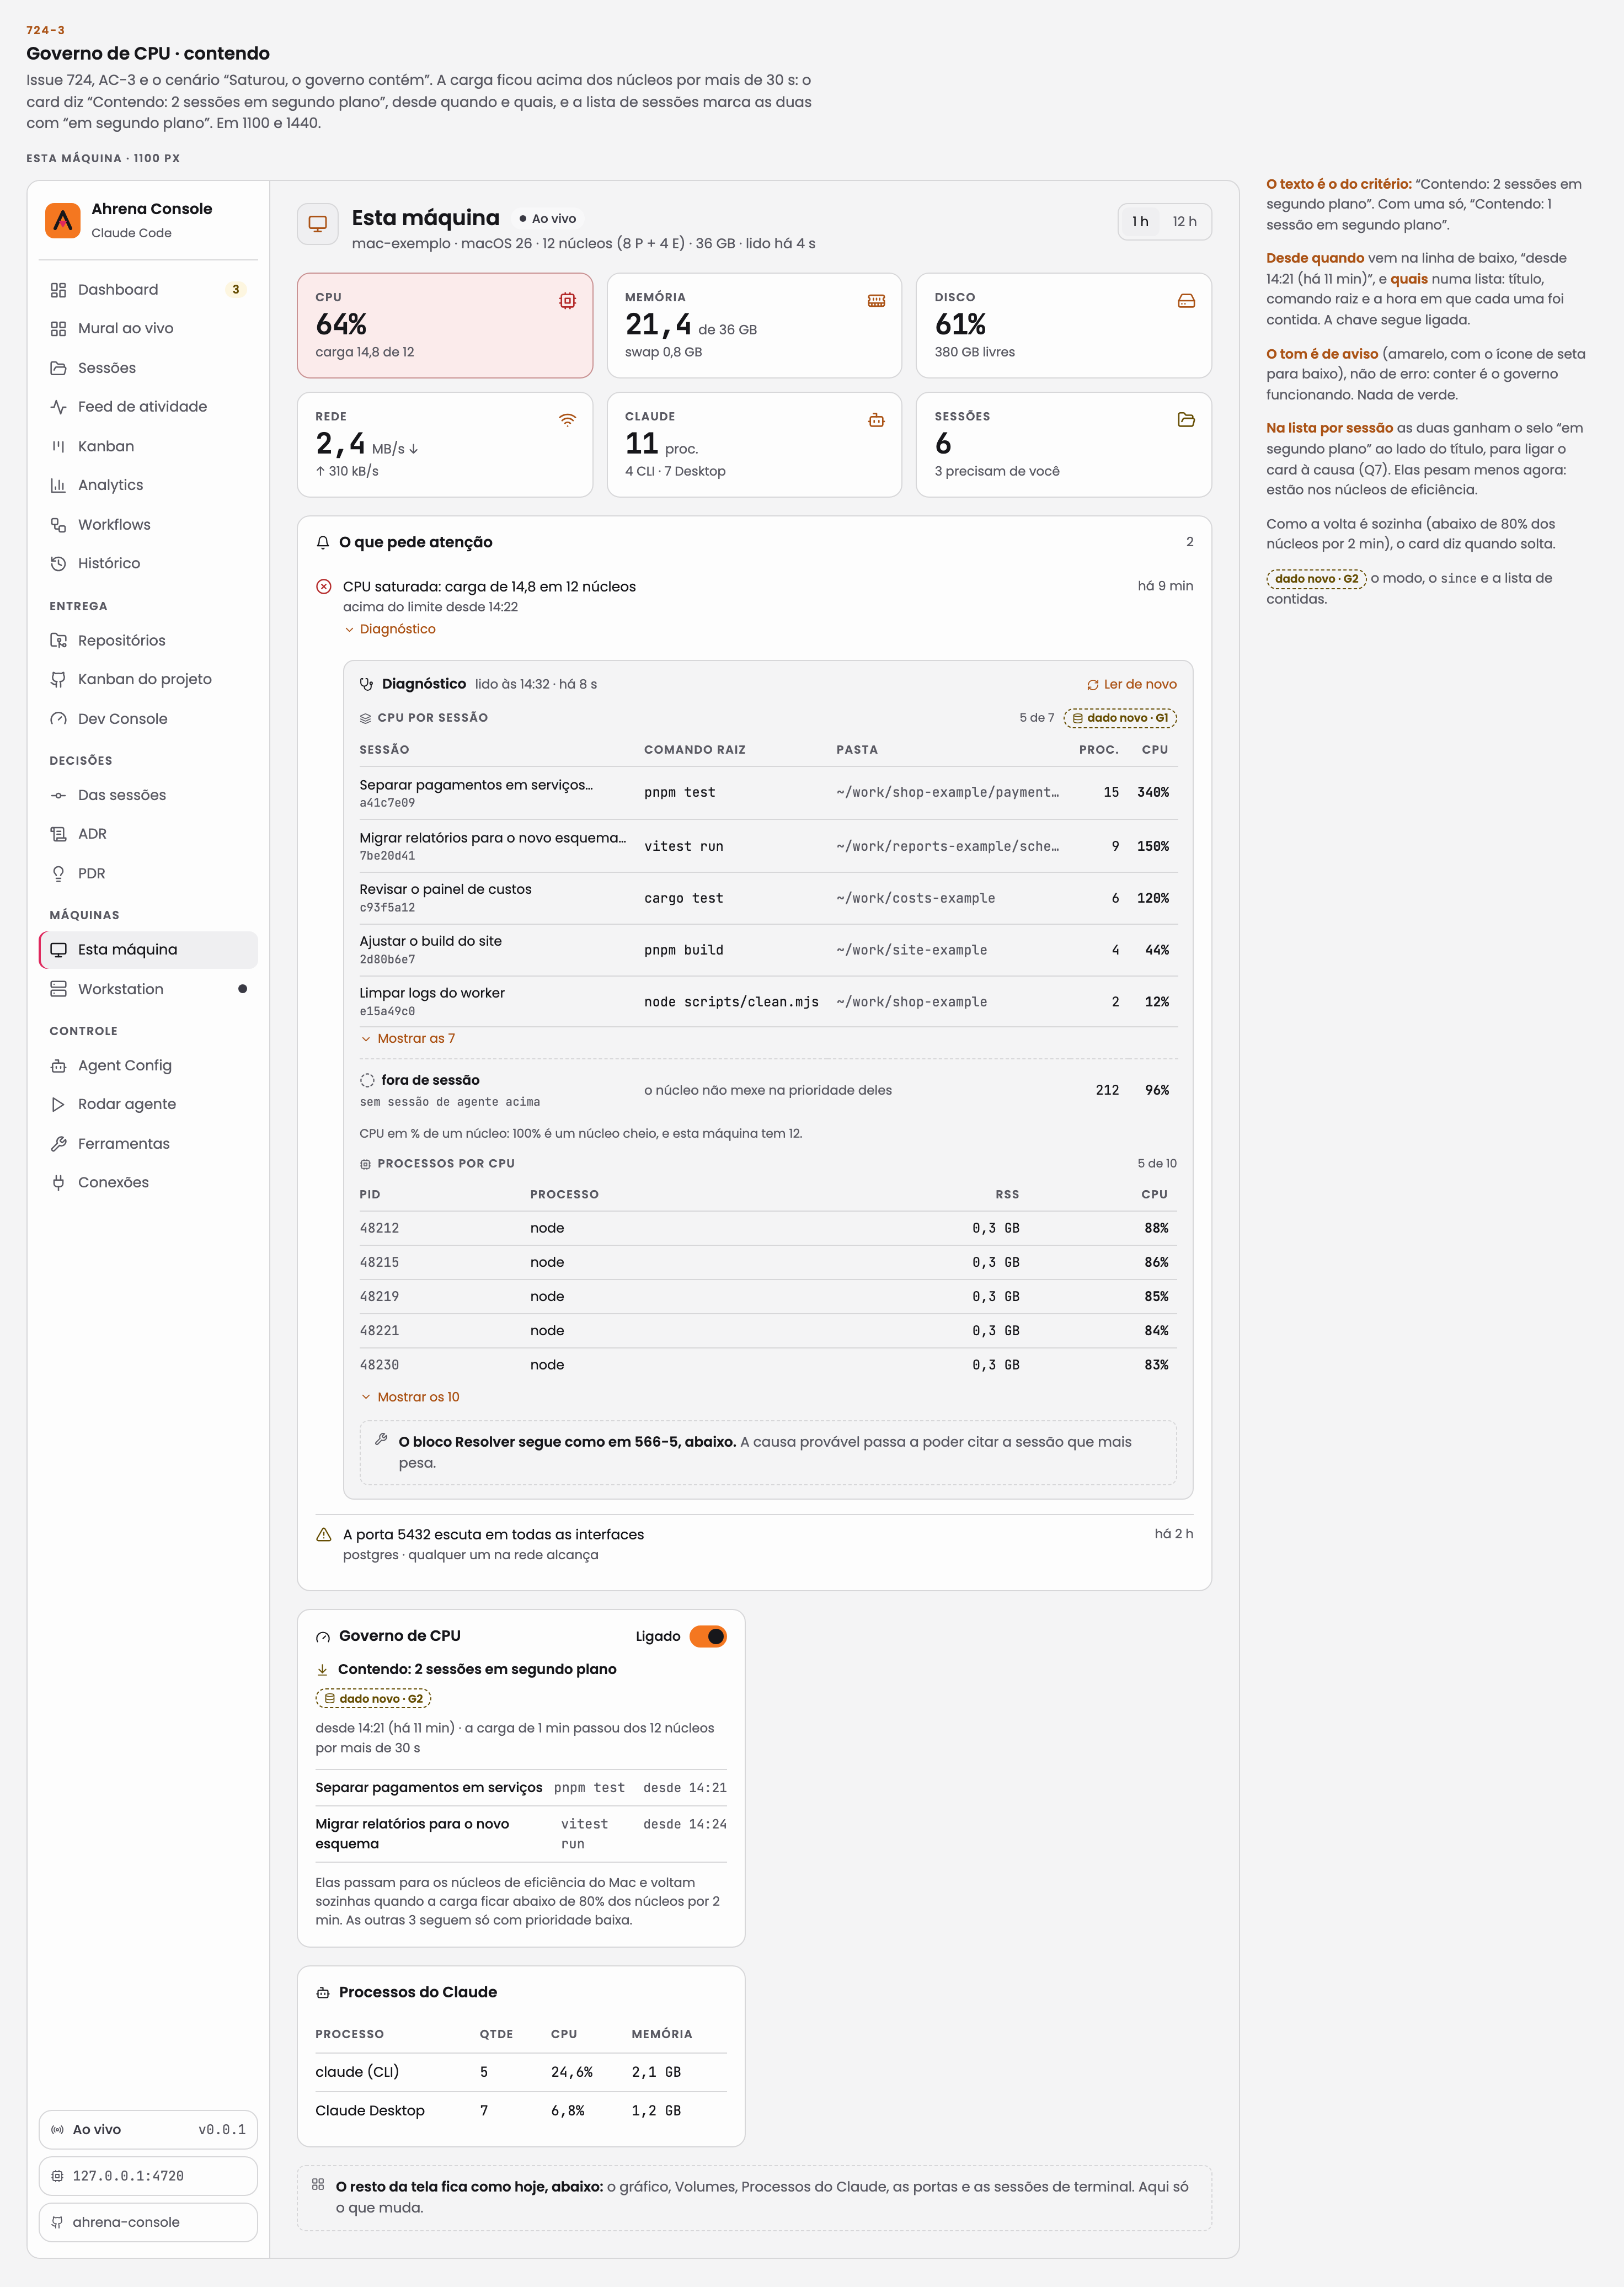 724-3
Governo de CPU · contendo
Issue 724, AC-3 e o cenário “Saturou, o governo contém”. A carga ficou acima dos núcleos por mais de 30 s: o
card diz “Contendo: 2 sessões em segundo plano”, desde quando e quais, e a lista de sessões marca as duas
com “em segundo plano”. Em 1100 e 1440.
ESTA MÁQUINA · 1100 PX
Ahrena Console
Claude Code
Dashboard 3
Mural ao vivo
Sessões
Feed de atividade
Kanban
Analytics
Workflows
Histórico
ENTREGA
Repositórios
Kanban do projeto
Dev Console
DECISÕES
Das sessões
ADR
PDR
MÁQUINAS
Esta máquina
Workstation
CONTROLE
Agent Config
Rodar agente
Ferramentas
Conexões
Ao vivo v0.0.1
127.0.0.1:4720
ahrena-console
Esta máquina Ao vivo
mac-exemplo · macOS 26 · 12 núcleos (8 P + 4 E) · 36 GB · lido há 4 s
1 h 12 h
CPU
64%
carga 14,8 de 12
MEMÓRIA
21,4 de 36 GB
swap 0,8 GB
DISCO
61%
380 GB livres
REDE
2,4 MB/s ↓
↑ 310 kB/s
CLAUDE
11 proc.
4 CLI · 7 Desktop
SESSÕES
6
3 precisam de você
O que pede atenção 2
CPU saturada: carga de 14,8 em 12 núcleos há 9 min
acima do limite desde 14:22
Diagnóstico
Diagnóstico lido às 14:32 · há 8 s Ler de novo
CPU POR SESSÃO 5 de 7 dado novo · G1
SESSÃO COMANDO RAIZ PASTA PROC. CPU
Separar pagamentos em serviços… pnpm test ~/work/shop-example/payment… 15 340%
a41c7e09
Migrar relatórios para o novo esquema… vitest run ~/work/reports-example/sche… 9 150%
7be20d41
Revisar o painel de custos cargo test ~/work/costs-example 6 120%
c93f5a12
Ajustar o build do site pnpm build ~/work/site-example 4 44%
2d80b6e7
Limpar logs do worker node scripts/clean.mjs ~/work/shop-example 2 12%
e15a49c0
Mostrar as 7
fora de sessão o núcleo não mexe na prioridade deles 212 96%
sem sessão de agente acima
CPU em % de um núcleo: 100% é um núcleo cheio, e esta máquina tem 12.
PROCESSOS POR CPU 5 de 10
PID PROCESSO RSS CPU
48212 node 0,3 GB 88%
48215 node 0,3 GB 86%
48219 node 0,3 GB 85%
48221 node 0,3 GB 84%
48230 node 0,3 GB 83%
Mostrar os 10
O bloco Resolver segue como em 566-5, abaixo. A causa provável passa a poder citar a sessão que mais
pesa.
A porta 5432 escuta em todas as interfaces há 2 h
postgres · qualquer um na rede alcança
Governo de CPU Ligado
Contendo: 2 sessões em segundo plano
dado novo · G2
desde 14:21 (há 11 min) · a carga de 1 min passou dos 12 núcleos
por mais de 30 s
Separar pagamentos em serviços pnpm test desde 14:21
Migrar relatórios para o novo vitest desde 14:24
esquema run
Elas passam para os núcleos de eficiência do Mac e voltam
sozinhas quando a carga ficar abaixo de 80% dos núcleos por 2
min. As outras 3 seguem só com prioridade baixa.
Processos do Claude
PROCESSO QTDE CPU MEMÓRIA
claude (CLI) 5 24,6% 2,1 GB
Claude Desktop 7 6,8% 1,2 GB
O resto da tela fica como hoje, abaixo: o gráfico, Volumes, Processos do Claude, as portas e as sessões de terminal. Aqui só
o que muda.
O texto é o do critério: “Contendo: 2 sessões em
segundo plano”. Com uma só, “Contendo: 1
sessão em segundo plano”.
Desde quando vem na linha de baixo, “desde
14:21 (há 11 min)”, e quais numa lista: título,
comando raiz e a hora em que cada uma foi
contida. A chave segue ligada.
O tom é de aviso (amarelo, com o ícone de seta
para baixo), não de erro: conter é o governo
funcionando. Nada de verde.
Na lista por sessão as duas ganham o selo “em
segundo plano” ao lado do título, para ligar o
card à causa (Q7). Elas pesam menos agora:
estão nos núcleos de eficiência.
Como a volta é sozinha (abaixo de 80% dos
núcleos por 2 min), o card diz quando solta.
dado novo · G2 o modo, o since e a lista de
contidas.